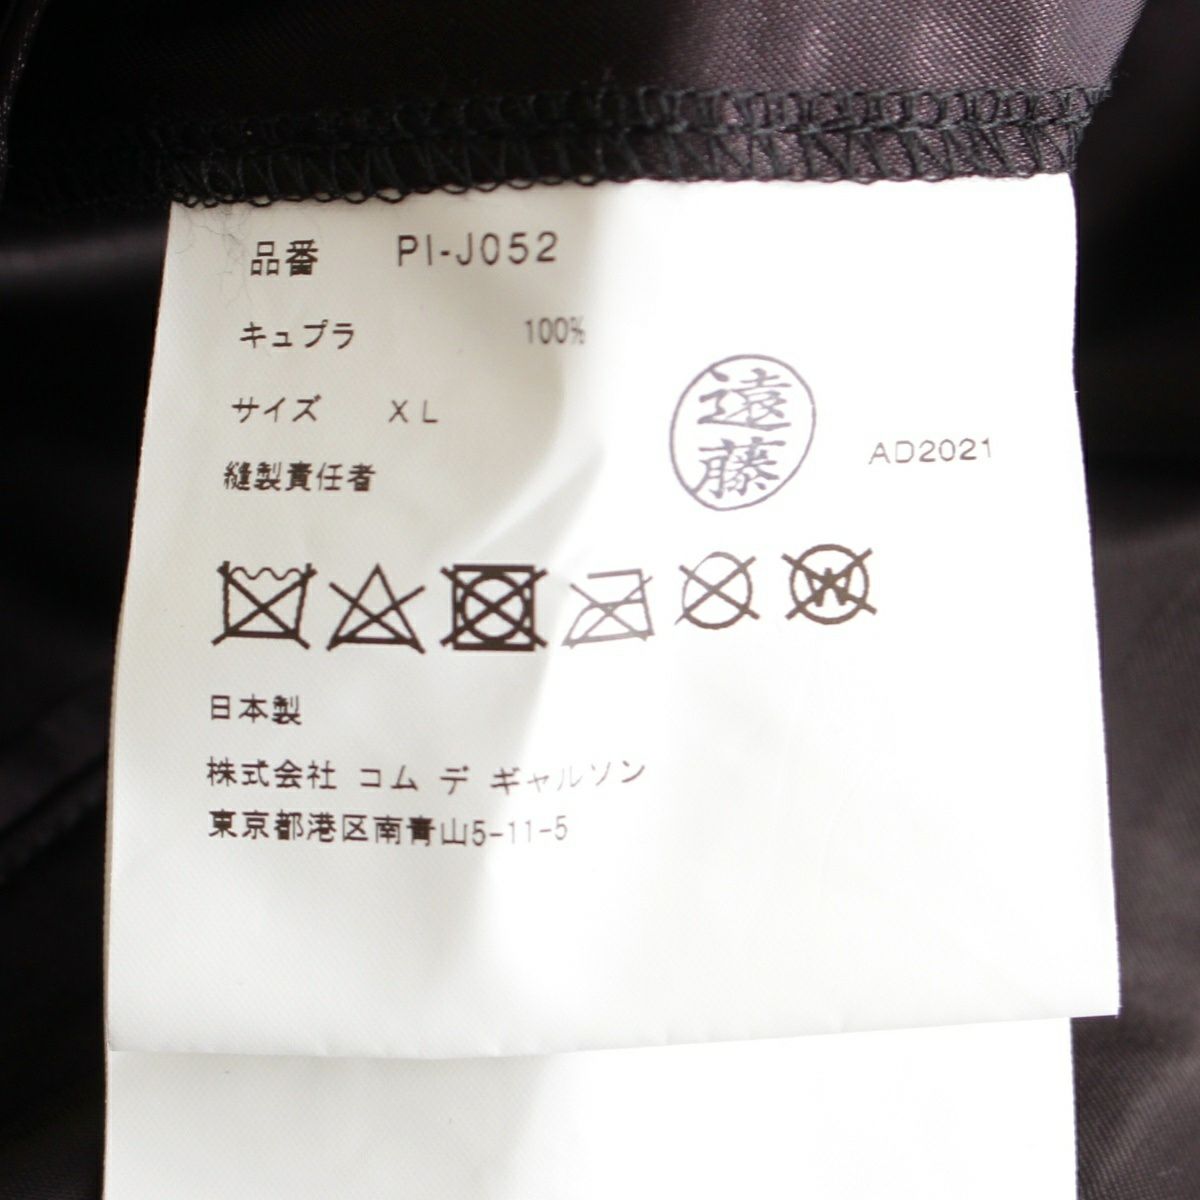 品番 PI-J052
キュプラ 100%
サイズ XL
縫製責任者 遠藤 AD2021
W
日本製
株式会社 コム デ ギャルソン
東京都港区南青山5-11-5